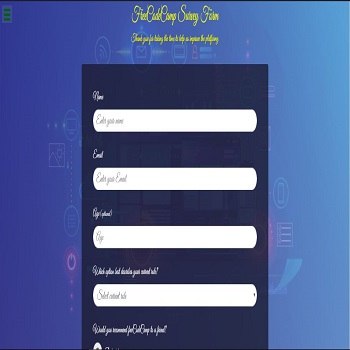 FreeCodeCamp Survey Form
Thank you for taking the time to help us improve the platform
Name
Enter your name
Email
Enter your Email
Age (optional)
Age
Which option best describes your current role?
Select current role
Would you recommend freeCodeCamp to a friend?